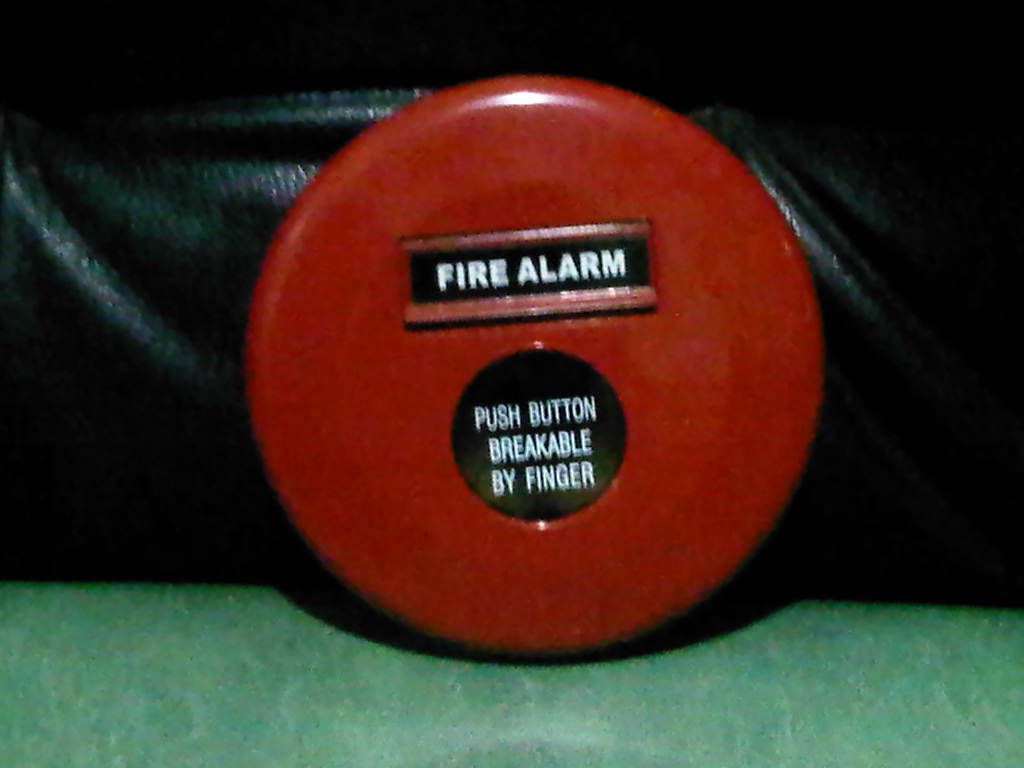 FIRE ALARM
PUSH BUTTON
BREAKABLE
BY FINGER